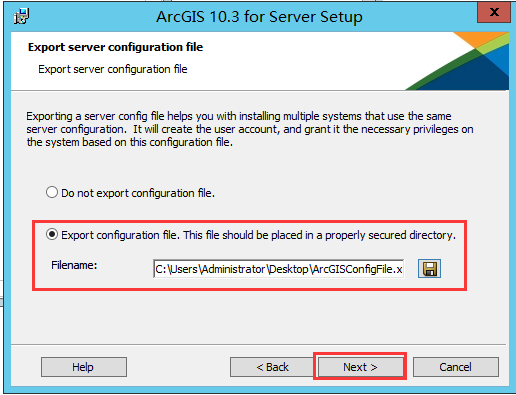 ArcGIS 10.3 for Server Setup
x
Export server configuration file
Export server configuration file
Exporting a server config file helps you with installing multiple systems that use the same
server configuration. It will create the user account, and grant it the necessary privileges on
the system based on this configuration file.
Do not export configuration file.
Export configuration file. This file should be placed in a properly secured directory.
Filename: C:\Users\Administrator\Desktop\ArcGISConfigFile.x
Help < Back Next > Cancel